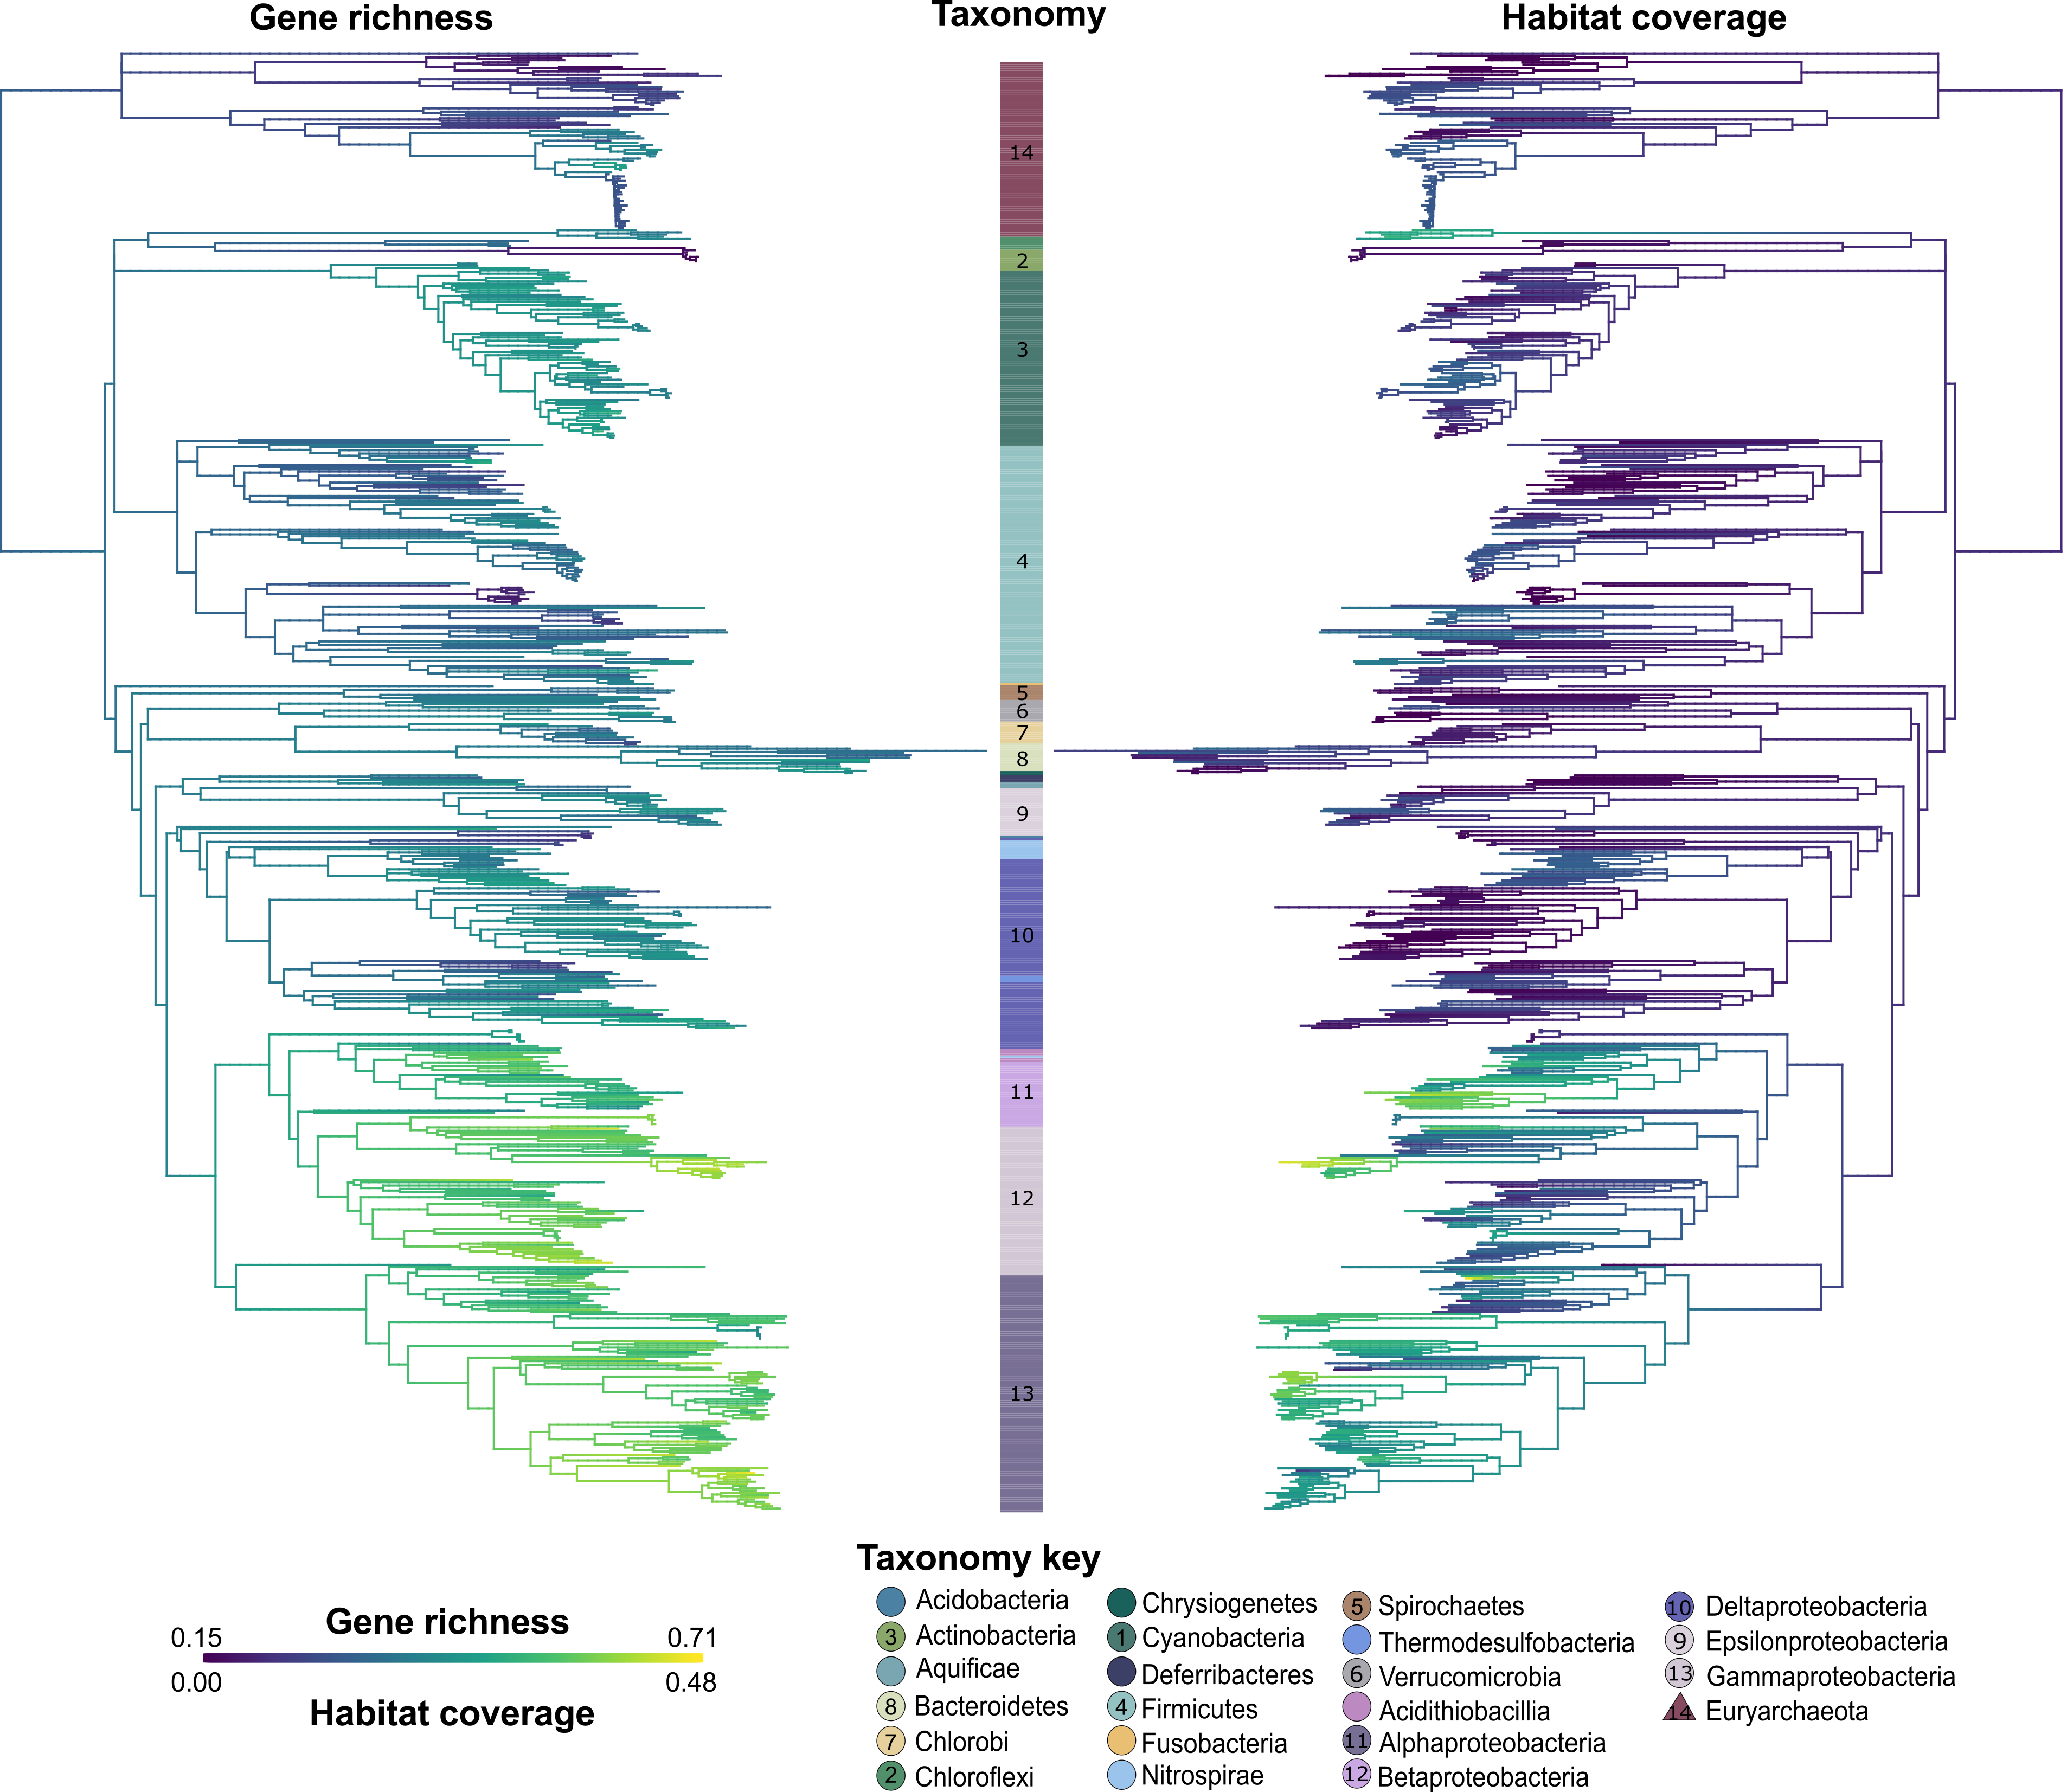 Gene richness
Taxonomy
Habitat coverage
14
2
3
4
5
6
7
8
9
10
11
12
13
Taxonomy key
Acidobacteria
3 Actinobacteria
Aquificae
8 Bacteroidetes
7 Chlorobi
2 Chloroflexi
Chrysiogenetes
1 Cyanobacteria
Deferribacteres
4 Firmicutes
Fusobacteria
Nitrospirae
5 Spirochaetes
Thermodesulfobacteria
6 Verrucomicrobia
Acidithiobacillia
11 Alphaproteobacteria
12 Betaproteobacteria
10 Deltaproteobacteria
9 Epsilonproteobacteria
13 Gammaproteobacteria
14 Euryarchaeota
Gene richness
0.15 0.71
0.00 0.48
Habitat coverage